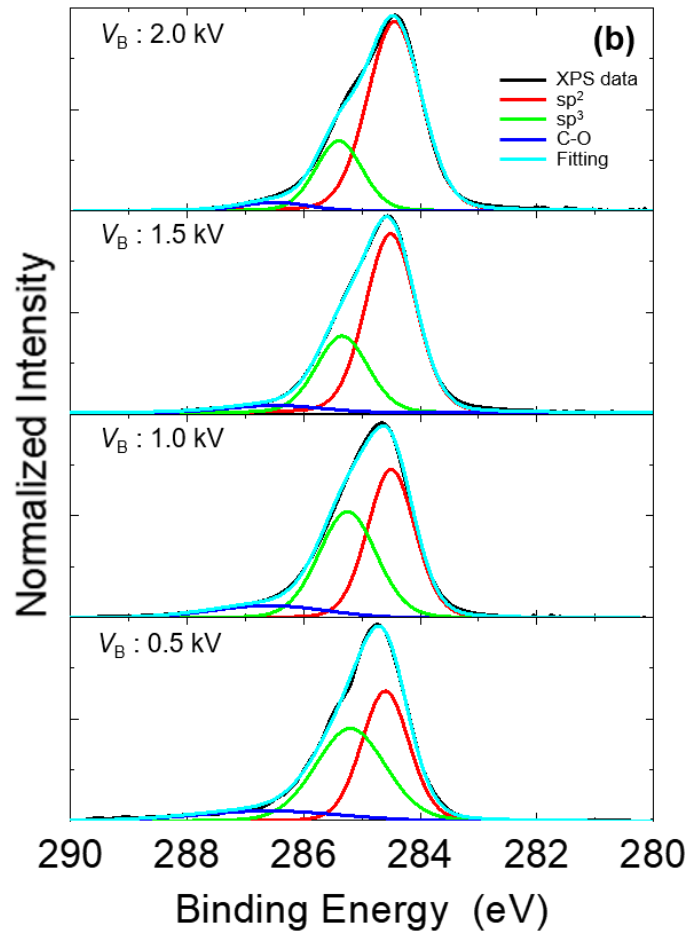 V_B : 2.0 kV
(b)
XPS data
sp²
sp³
C-O
Fitting
V_B : 1.5 kV
V_B : 1.0 kV
V_B : 0.5 kV
Normalized Intensity
290 288 286 284 282 280
Binding Energy (eV)